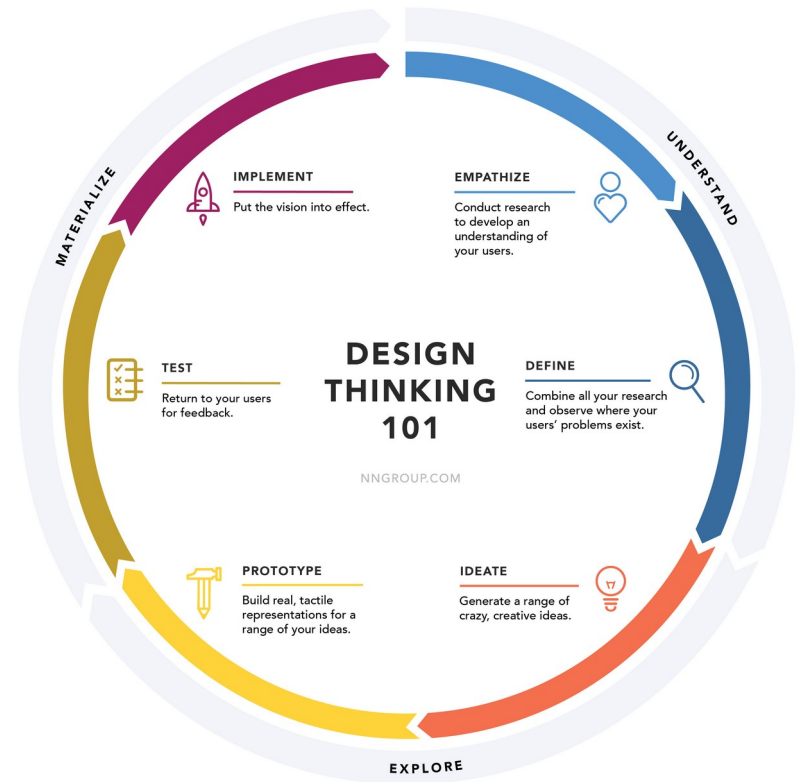 DESIGN
THINKING
101
NNGROUP.COM
UNDERSTAND
EMPATHIZE
Conduct research
to develop an
understanding of
your users.
DEFINE
Combine all your research
and observe where your
users’ problems exist.
EXPLORE
IDEATE
Generate a range of
crazy, creative ideas.
PROTOTYPE
Build real, tactile
representations for a
range of your ideas.
MATERIALIZE
TEST
Return to your users
for feedback.
IMPLEMENT
Put the vision into effect.